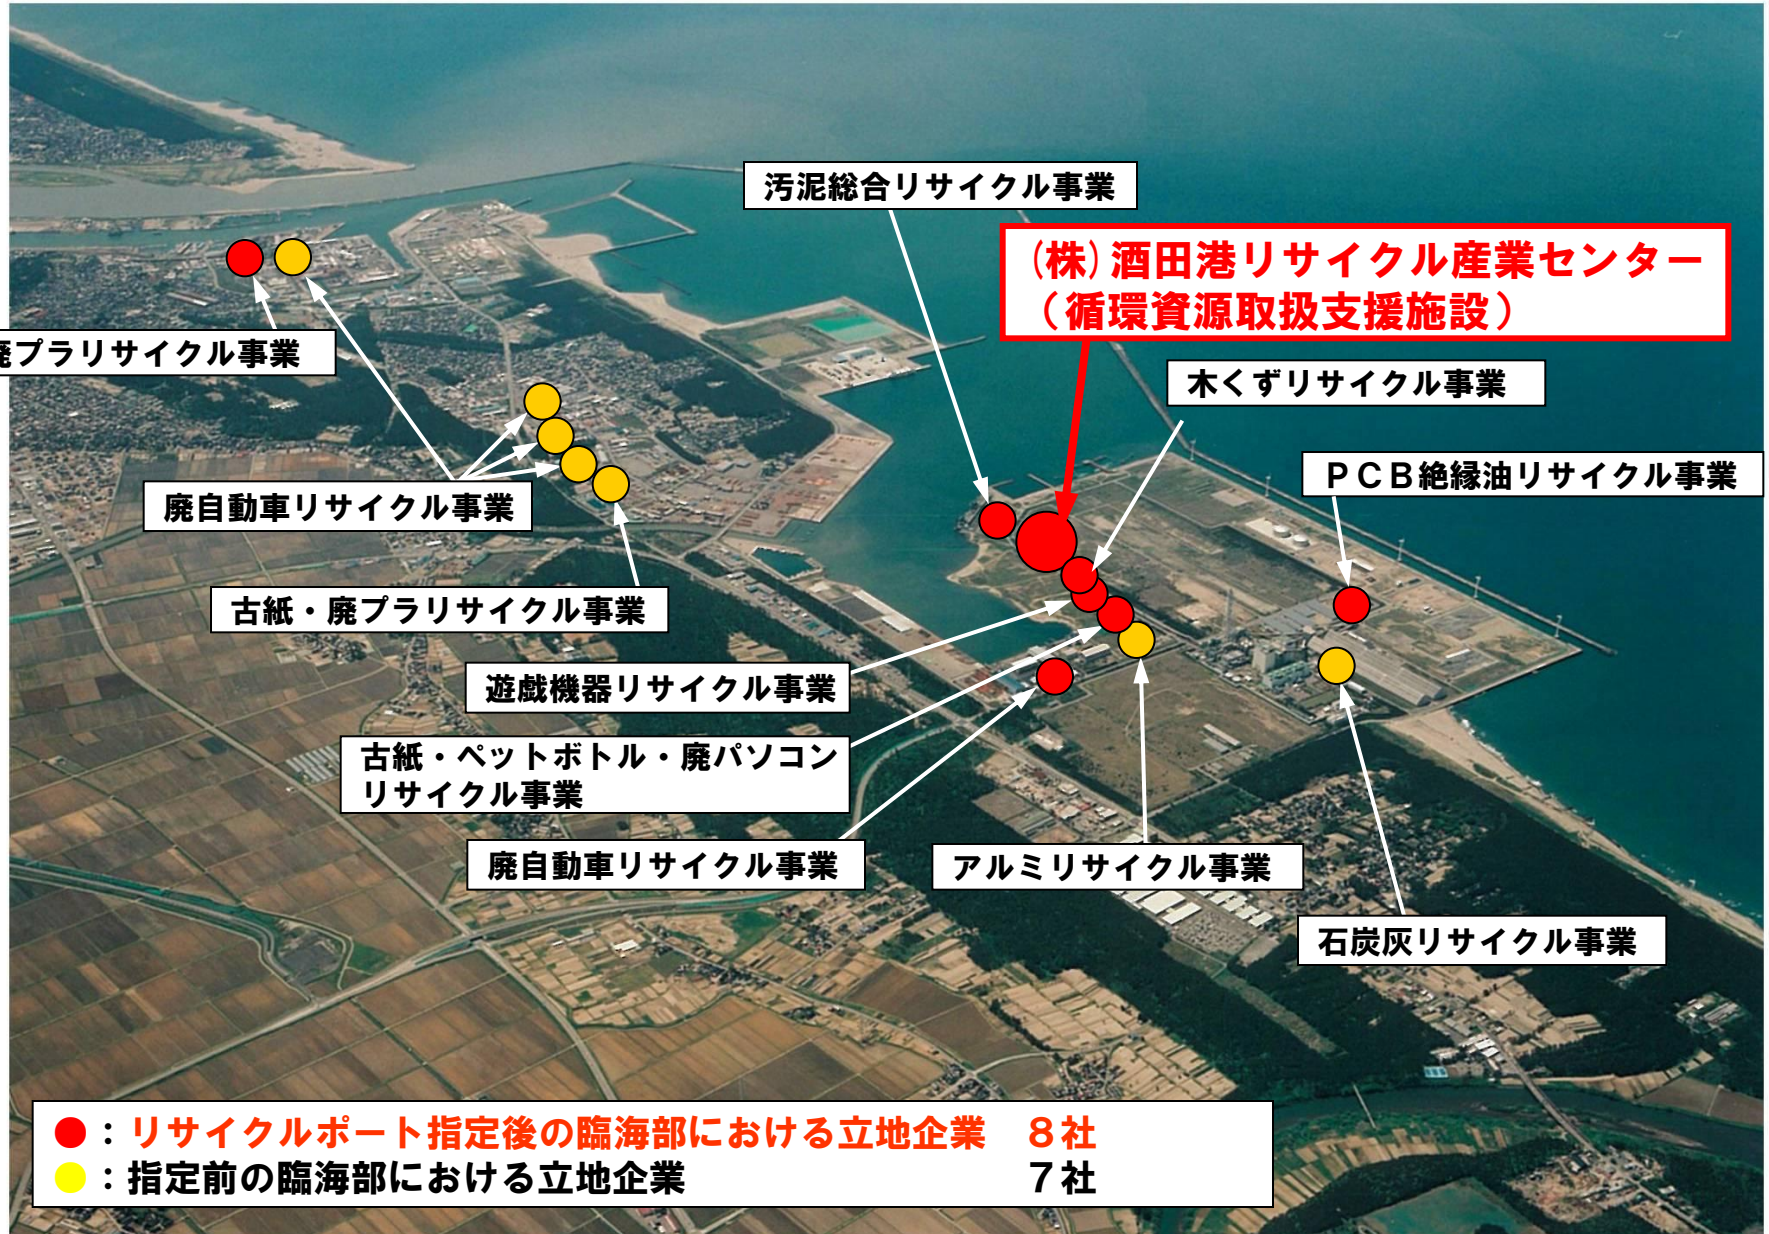 汚泥総合リサイクル事業
(株)酒田港リサイクル産業センター
（循環資源取扱支援施設）
廃プラリサイクル事業
木くずリサイクル事業
ＰＣＢ絶縁油リサイクル事業
廃自動車リサイクル事業
古紙・廃プラリサイクル事業
遊戯機器リサイクル事業
古紙・ペットボトル・廃パソコン
リサイクル事業
廃自動車リサイクル事業
アルミリサイクル事業
石炭灰リサイクル事業
：リサイクルポート指定後の臨海部における立地企業　８社
：指定前の臨海部における立地企業　７社